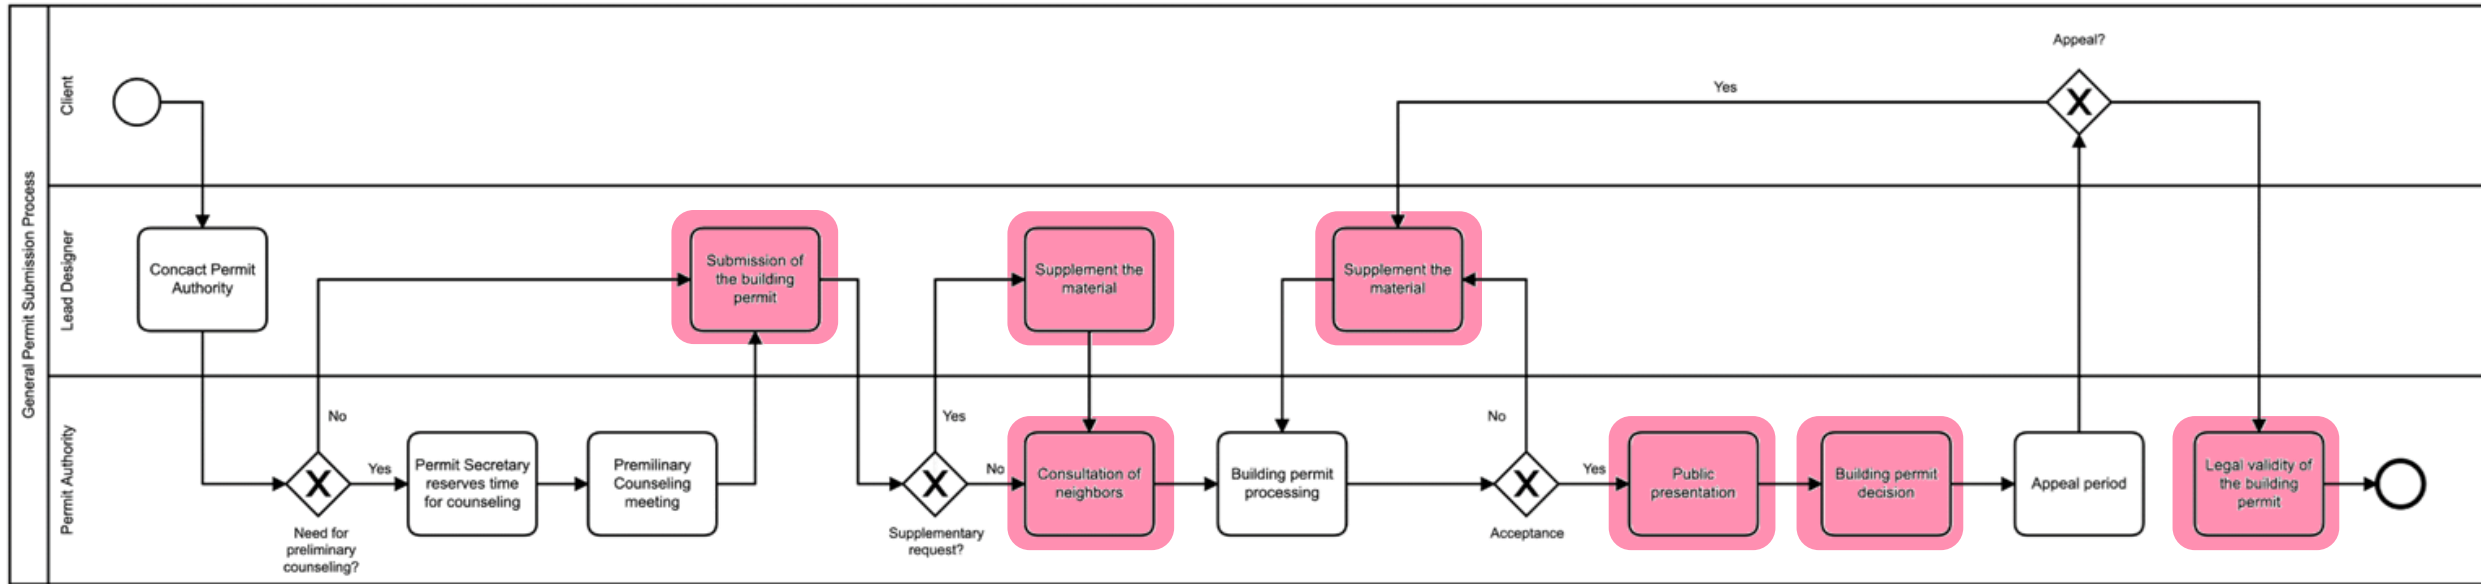 General Permit Submission Process
Client
Appeal?
Yes
Lead Designer
Concact Permit
Authority
Submission of
the building
permit
Supplement the
material
Supplement the
material
Permit Authority
No
Yes
Need for
preliminary
counseling?
Permit Secretary
reserves time
for counseling
Premilinary
Counseling
meeting
X
Yes
No
Supplementary
request?
Consultation of
neighbors
Building permit
processing
No
Yes
Acceptance
Public
presentation
Building permit
decision
Appeal period
Legal validity of
the building
permit